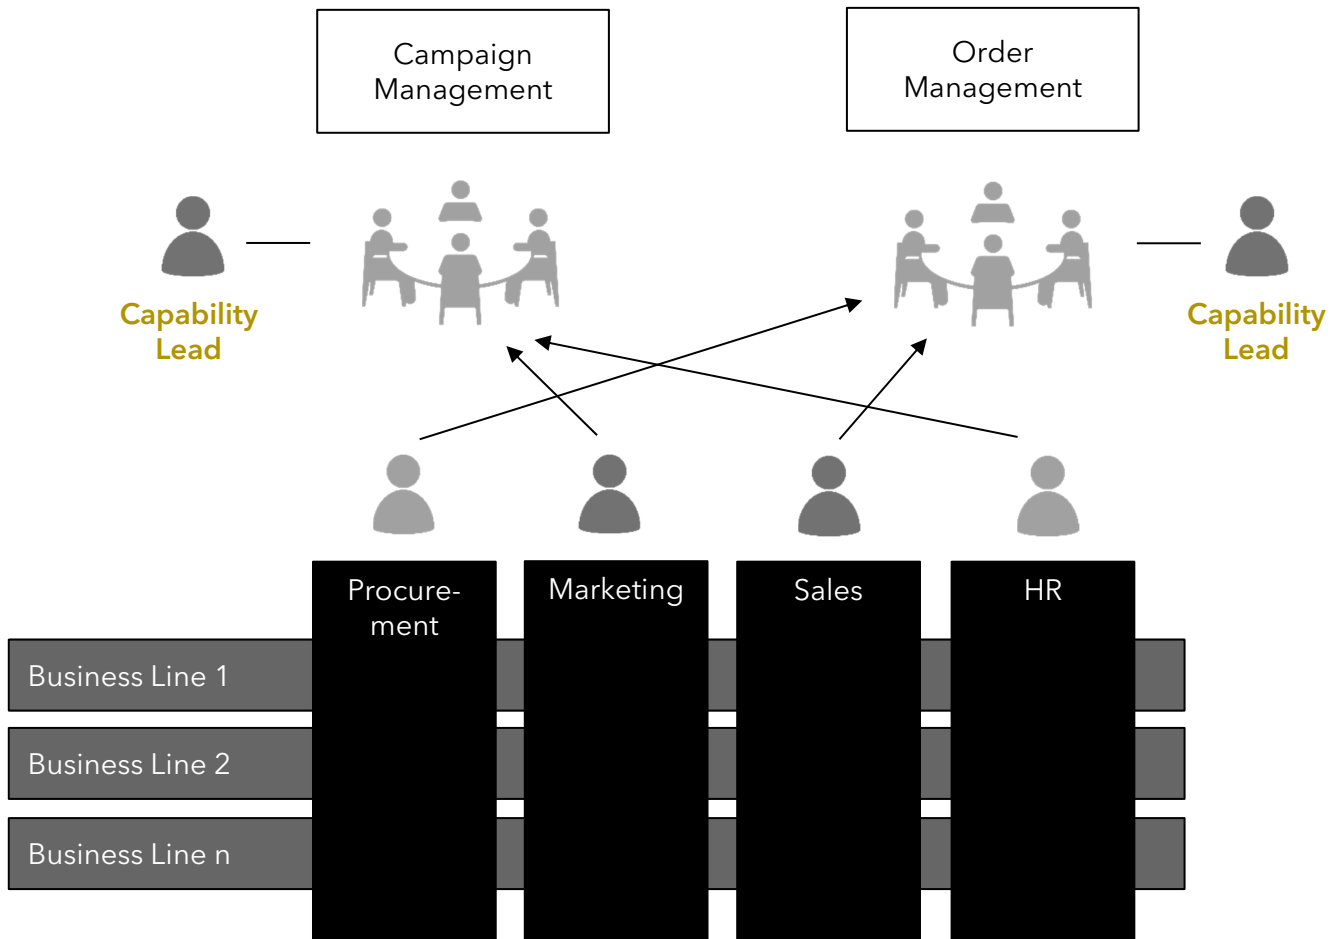 Campaign
Management
Order
Management
Capability
Lead
Capability
Lead
Procure-
ment
Marketing
Sales
HR
Business Line 1
Business Line 2
Business Line n